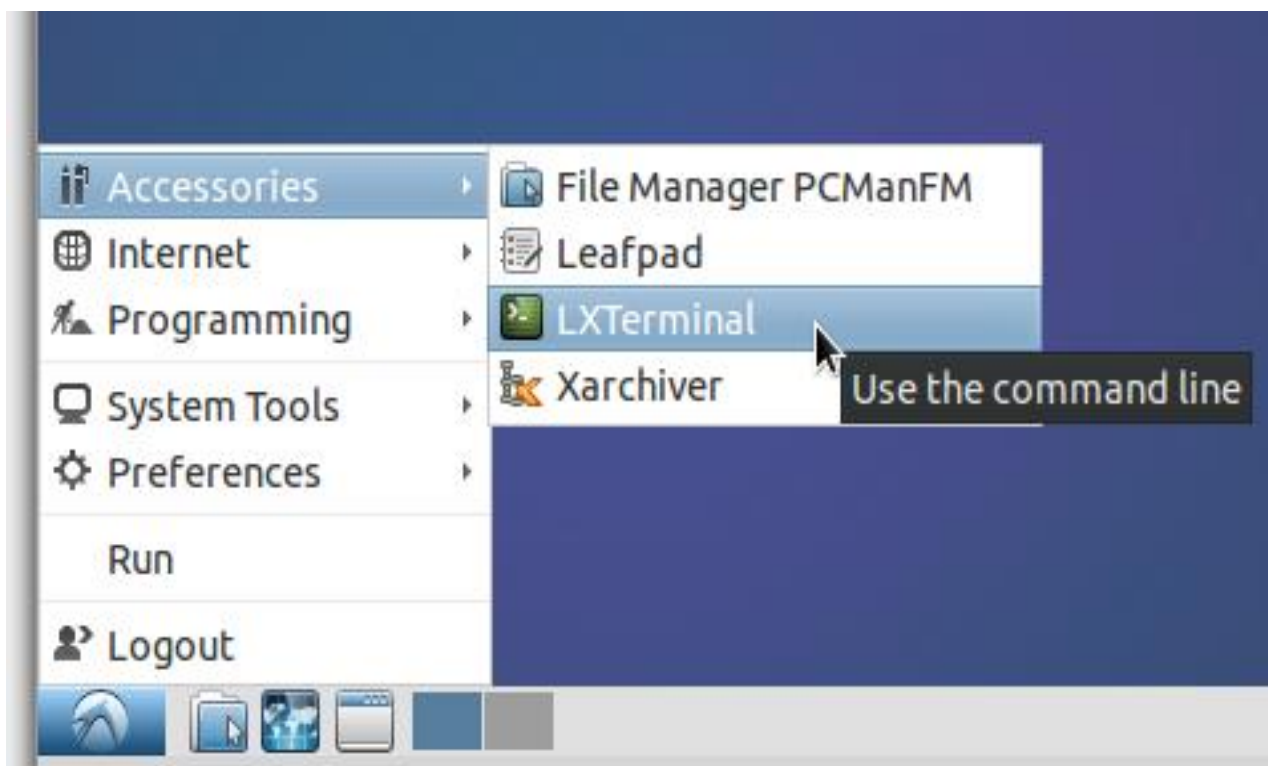 Accessories
Internet
Programming
System Tools
Preferences
Run
Logout
File Manager PCManFM
Leafpad
LXTerminal
Xarchiver
Use the command line